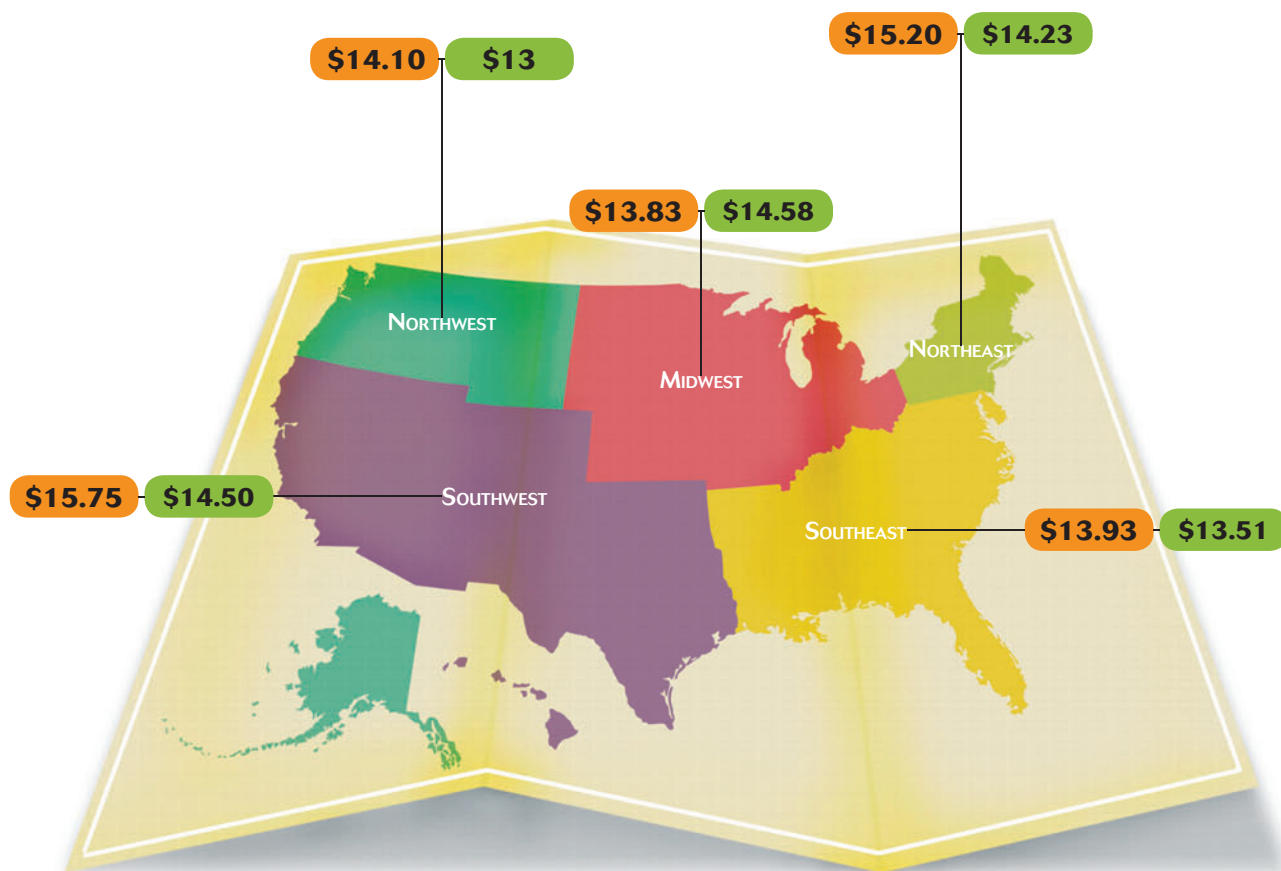 $15.20 $14.23
$14.10 $13
$13.83 $14.58
NORTHWEST
NORTHEAST
MIDWEST
$15.75 $14.50
SOUTHWEST
SOUTHEAST
$13.93 $13.51